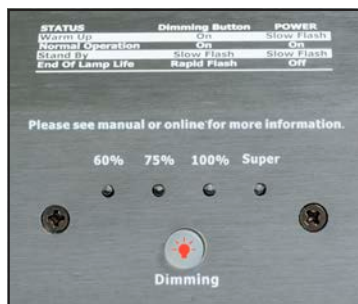 STATUS Dimming Button POWER
Warm Up On Slow Flash
Normal Operation On On
Stand By Slow Flash Slow Flash
End Of Lamp Life Rapid Flash Off
Please see manual or online for more information.
60% 75% 100% Super
Dimming